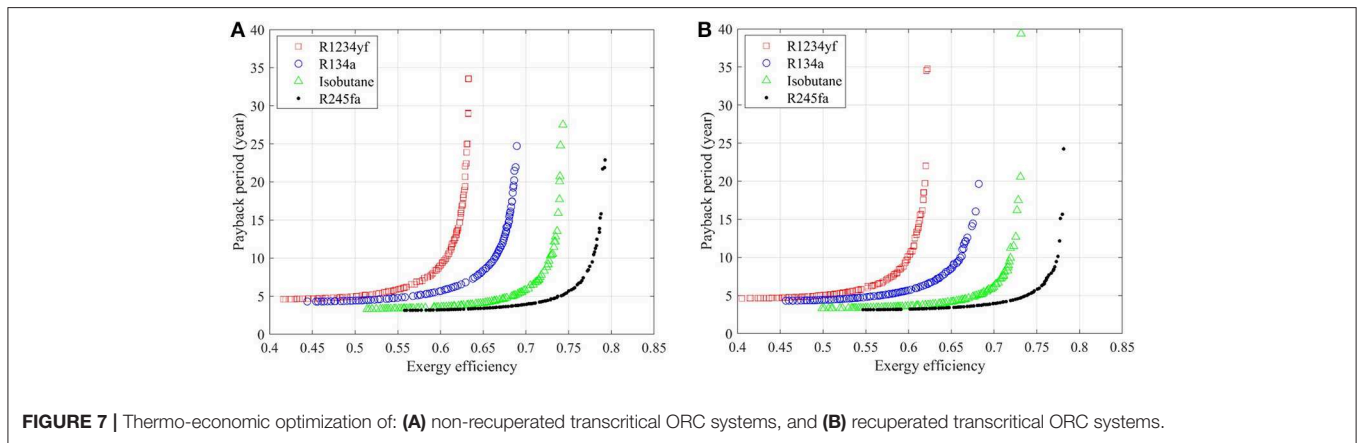 A
R1234yf
R134a
Isobutane
R245fa
Payback period (year)
40
35
30
25
20
15
10
5
0
0.4 0.45 0.5 0.55 0.6 0.65 0.7 0.75 0.8 0.85
Exergy efficiency
B
R1234yf
R134a
Isobutane
R245fa
Payback period (year)
40
35
30
25
20
15
10
5
0
0.4 0.45 0.5 0.55 0.6 0.65 0.7 0.75 0.8 0.85
Exergy efficiency
FIGURE 7 | Thermo-economic optimization of: (A) non-recuperated transcritical ORC systems, and (B) recuperated transcritical ORC systems.